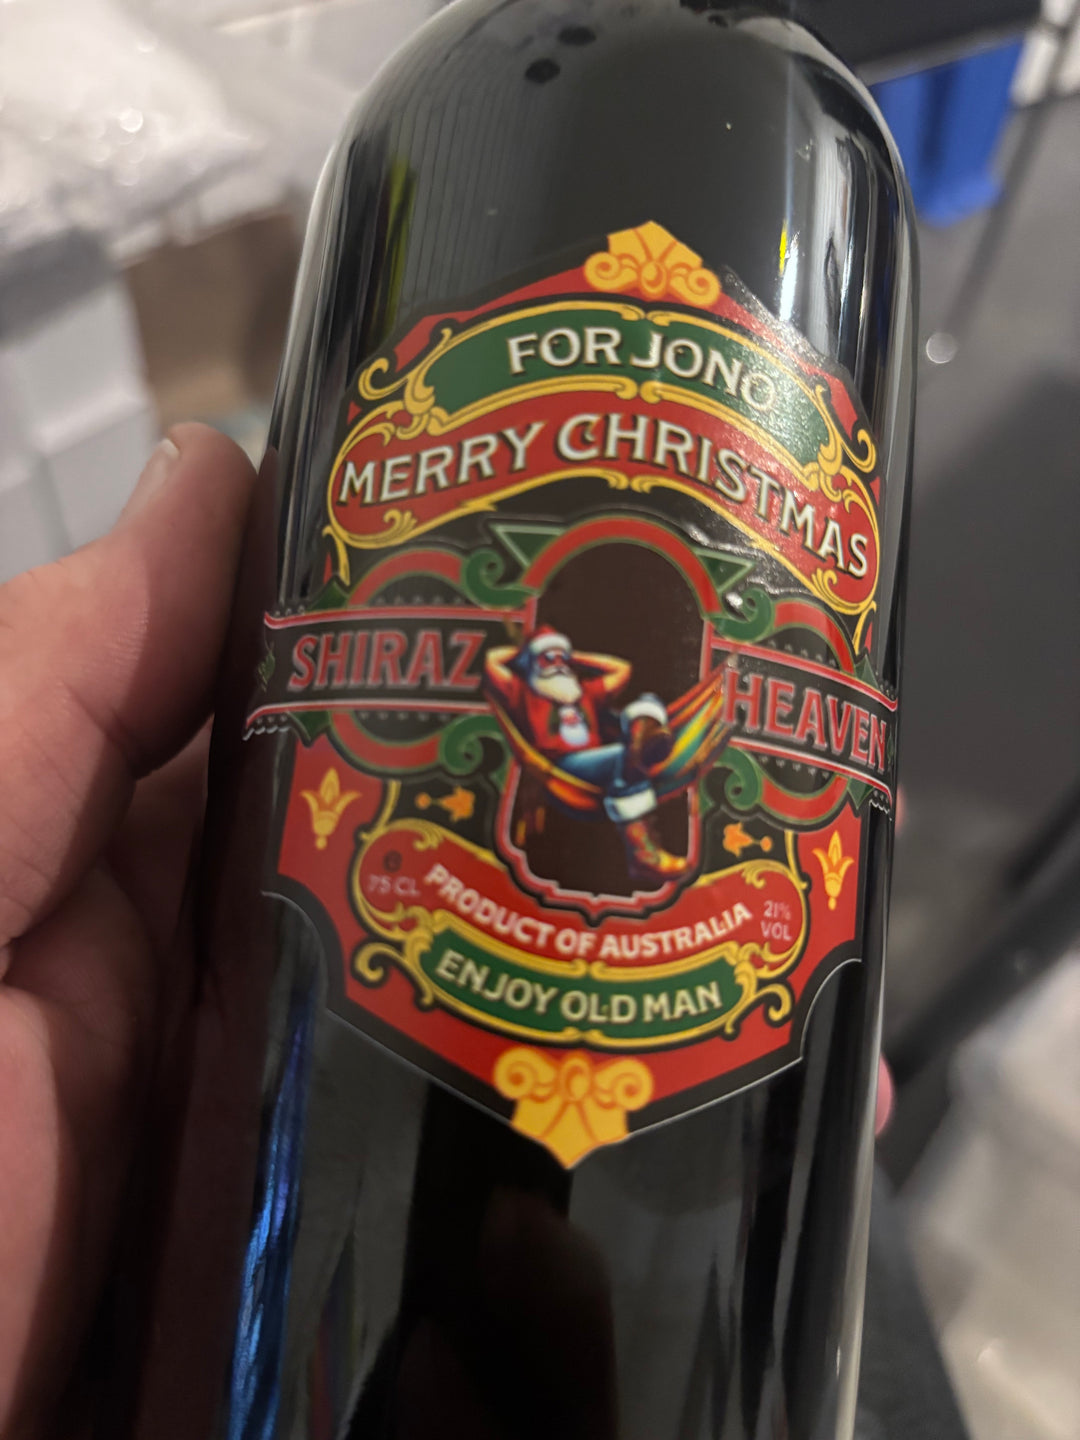 FOR JONO
MERRY CHRISTMAS
SHIRAZ HEAVEN
PRODUCT OF AUSTRALIA
75 CL
21% VOL
ENJOY OLD MAN